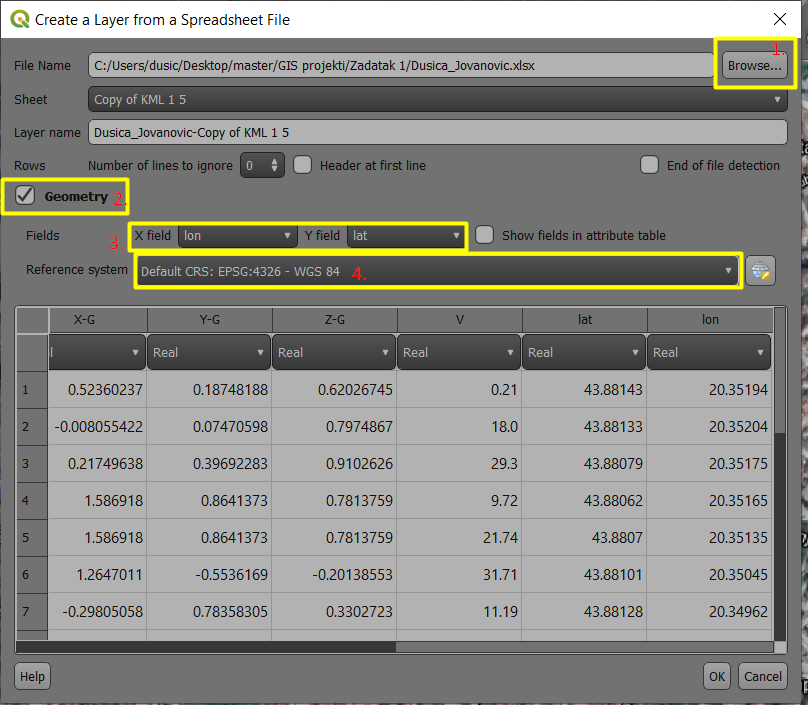 Create a Layer from a Spreadsheet File
1.
File Name C:/Users/dusic/Desktop/master/GIS projekti/Zadatak 1/Dusica_Jovanovic.xlsx Browse...
Sheet Copy of KML 1 5
Layer name Dusica_Jovanovic-Copy of KML 1 5
Rows Number of lines to ignore 0 Header at first line End of file detection
Geometry 2.
Fields 3. X field lon Y field lat Show fields in attribute table
Reference system Default CRS: EPSG:4326 - WGS 84 4.
X-G Y-G Z-G V lat lon
l Real Real Real Real Real
1 0.52360237 0.18748188 0.62026745 0.21 43.88143 20.35194
2 -0.008055422 0.07470598 0.7974867 18.0 43.88133 20.35204
3 0.21749638 0.39692283 0.9102626 29.3 43.88079 20.35175
4 1.586918 0.8641373 0.7813759 9.72 43.88062 20.35165
5 1.586918 0.8641373 0.7813759 21.74 43.8807 20.35135
6 1.2647011 -0.5536169 -0.20138553 31.71 43.88101 20.35045
7 -0.29805058 0.78358305 0.3302723 11.19 43.88128 20.34962
Help OK Cancel